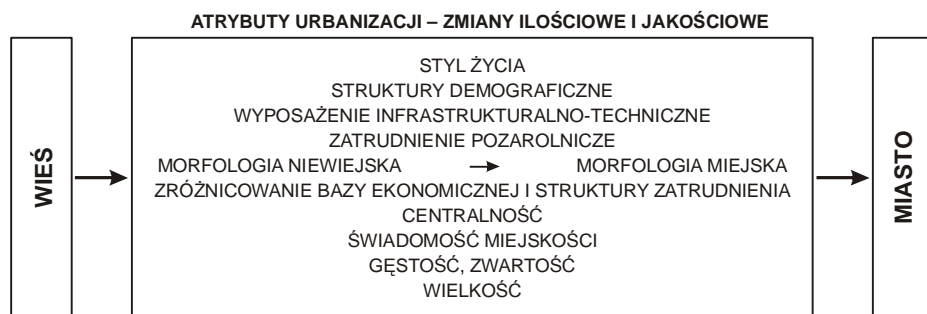 ATRYBUTY URBANIZACJI – ZMIANY ILOŚCIOWE I JAKOŚCIOWE
WIEŚ
STYL ŻYCIA
STRUKTURY DEMOGRAFICZNE
WYPOSAŻENIE INFRASTRUKTURALNO-TECHNICZNE
ZATRUDNIENIE POZAROLNICZE
MORFOLOGIA NIEWIEJSKA → MORFOLOGIA MIEJSKA
ZRÓŻNICOWANIE BAZY EKONOMICZNEJ I STRUKTURY ZATRUDNIENIA
CENTRALNOŚĆ
ŚWIADOMOŚĆ MIEJSKOŚCI
GĘSTOŚĆ, ZWARTOŚĆ
WIELKOŚĆ
MIASTO